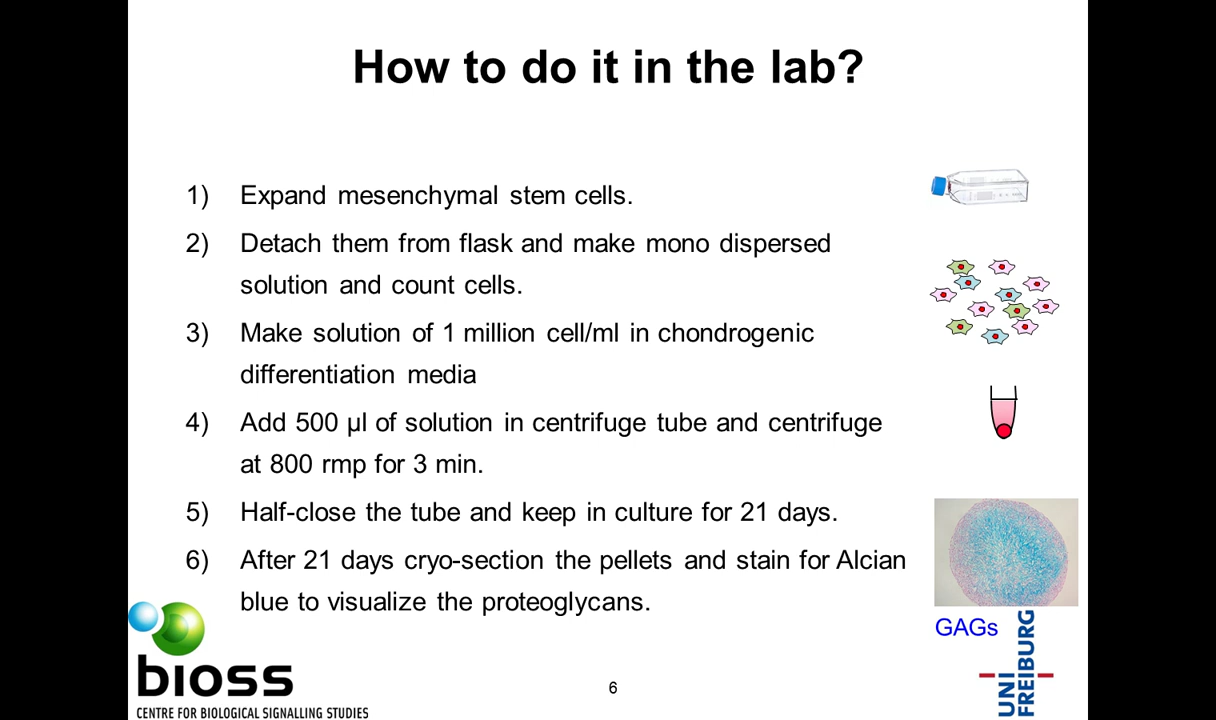 How to do it in the lab?
1) Expand mesenchymal stem cells.
2) Detach them from flask and make mono dispersed
solution and count cells.
3) Make solution of 1 million cell/ml in chondrogenic
differentiation media
4) Add 500 µl of solution in centrifuge tube and centrifuge
at 800 rmp for 3 min.
5) Half-close the tube and keep in culture for 21 days.
6) After 21 days cryo-section the pellets and stain for Alcian
blue to visualize the proteoglycans.
GAGs
bioss
CENTRE FOR BIOLOGICAL SIGNALLING STUDIES
6
UNI
FREIBURG